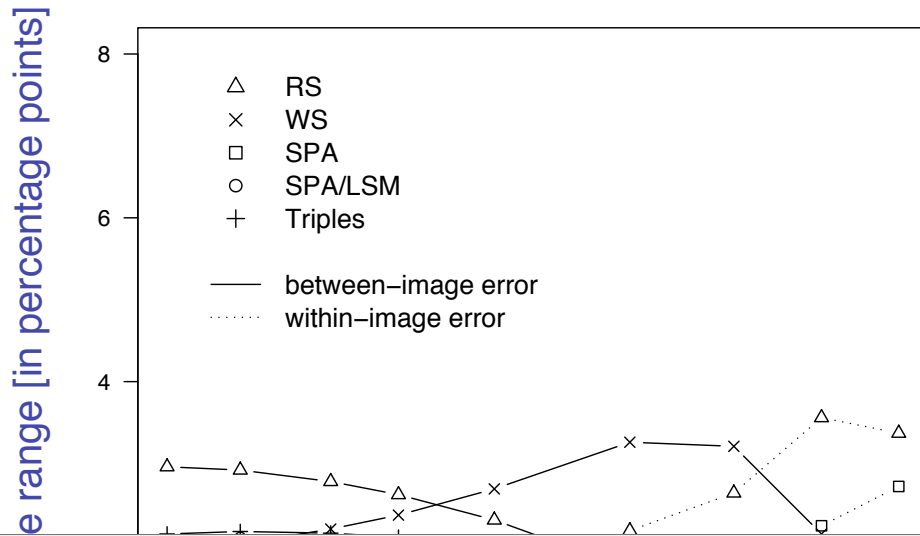 e range [in percentage points]
8
6
4
RS
WS
SPA
SPA/LSM
Triples
between−image error
within−image error